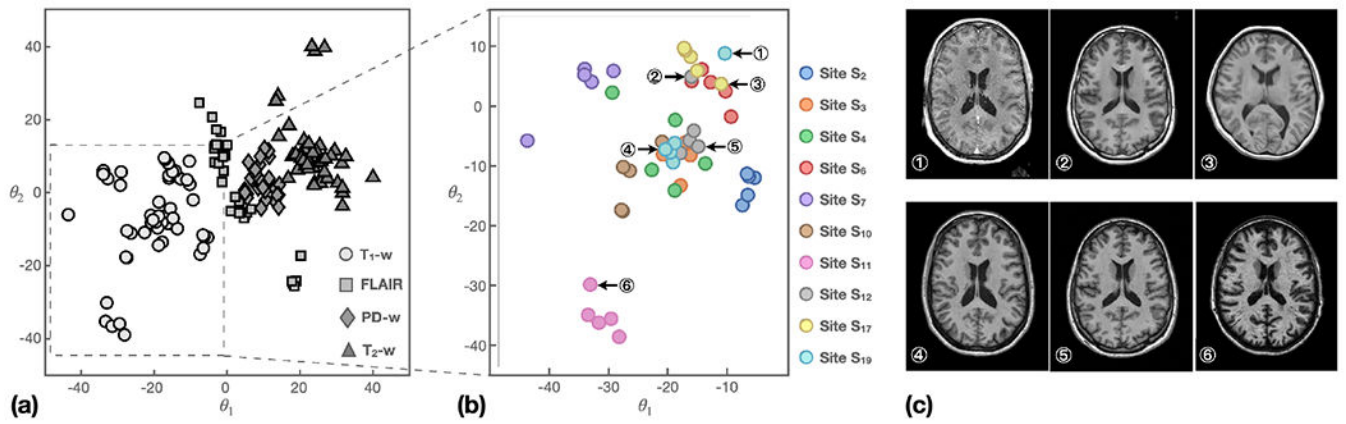 40
20
0
-20
-40
θ2
-40
-20
0
20
40
θ1
T1-w
FLAIR
PD-w
T2-w
(a)
10
0
-10
-20
-30
-40
-40
-30
-20
-10
θ1
①
②
③
④
⑤
⑥
(b)
Site S2
Site S3
Site S4
Site S6
Site S7
Site S10
Site S11
Site S12
Site S17
Site S19
①
②
③
④
⑤
⑥
(c)
θ2